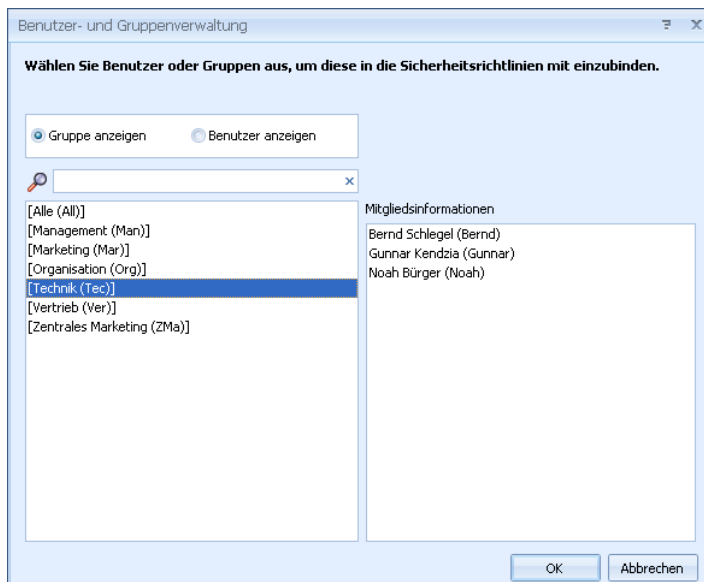 Benutzer- und Gruppenverwaltung
Wählen Sie Benutzer oder Gruppen aus, um diese in die Sicherheitsrichtlinien mit einzubinden.
Gruppe anzeigen Benutzer anzeigen
[Alle (All)]
[Management (Man)]
[Marketing (Mar)]
[Organisation (Org)]
[Technik (Tec)]
[Vertrieb (Ver)]
[Zentrales Marketing (ZMa)]
Mitgliedsinformationen
Bernd Schlegel (Bernd)
Gunnar Kendzia (Gunnar)
Noah Bürger (Noah)
OK Abbrechen